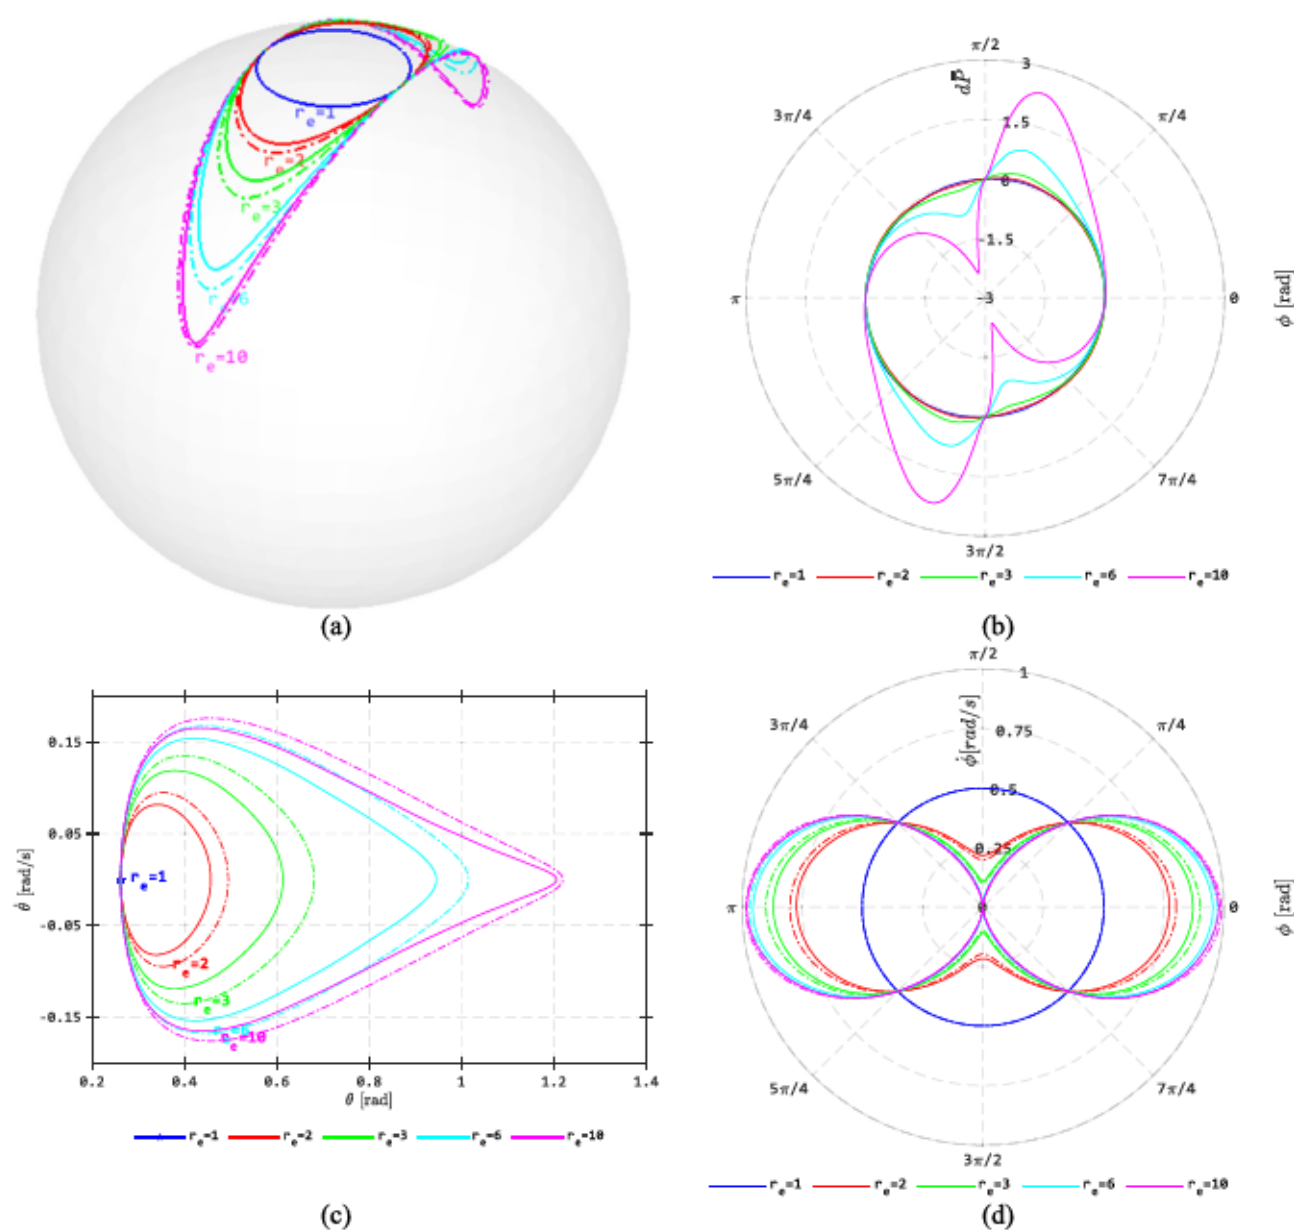 r_e=1
r_e=2
r_e=3
r_e=6
r_e=10
(a)
π/2
3
dP̄
3π/4
π/4
1.5
0
-1.5
π
-3
0
ϕ [rad]
5π/4
7π/4
3π/2
r_e=1 r_e=2 r_e=3 r_e=6 r_e=10
(b)
0.15
0.05
-0.05
-0.15
θ̇ [rad/s]
r_e=1
r_e=2
r_e=3
r_e=6
r_e=10
0.2 0.4 0.6 0.8 1 1.2 1.4
θ [rad]
r_e=1 r_e=2 r_e=3 r_e=6 r_e=10
(c)
π/2
1
3π/4
ϕ̇[rad/s]
0.75
π/4
0.5
0.25
π
0
0
ϕ [rad]
5π/4
7π/4
3π/2
r_e=1 r_e=2 r_e=3 r_e=6 r_e=10
(d)